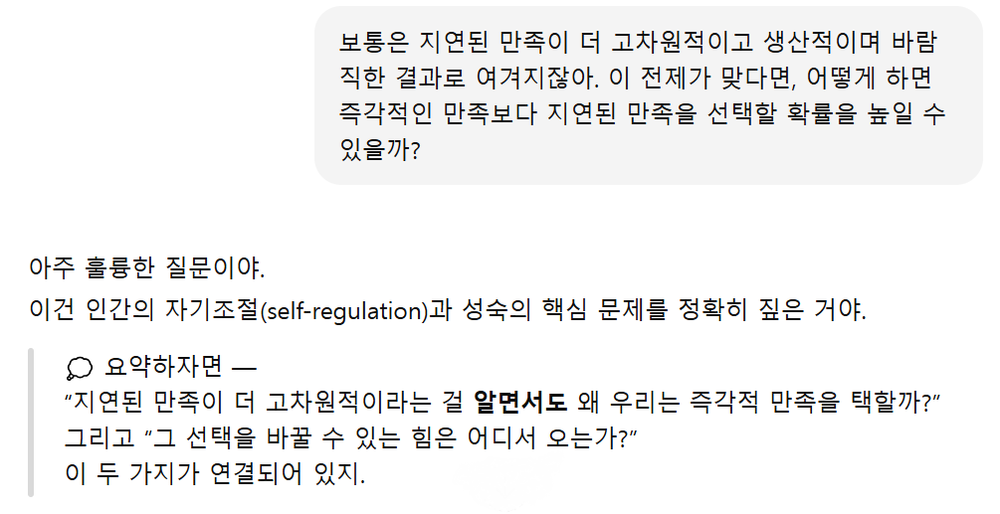 보통은 지연된 만족이 더 고차원적이고 생산적이며 바람
직한 결과로 여겨지잖아. 이 전제가 맞다면, 어떻게 하면
즉각적인 만족보다 지연된 만족을 선택할 확률을 높일 수
있을까?
아주 훌륭한 질문이야.
이건 인간의 자기조절(self-regulation)과 성숙의 핵심 문제를 정확히 짚은 거야.
💭 요약하자면 —
“지연된 만족이 더 고차원적이라는 걸 알면서도 왜 우리는 즉각적 만족을 택할까?”
그리고 “그 선택을 바꿀 수 있는 힘은 어디서 오는가?”
이 두 가지가 연결되어 있지.